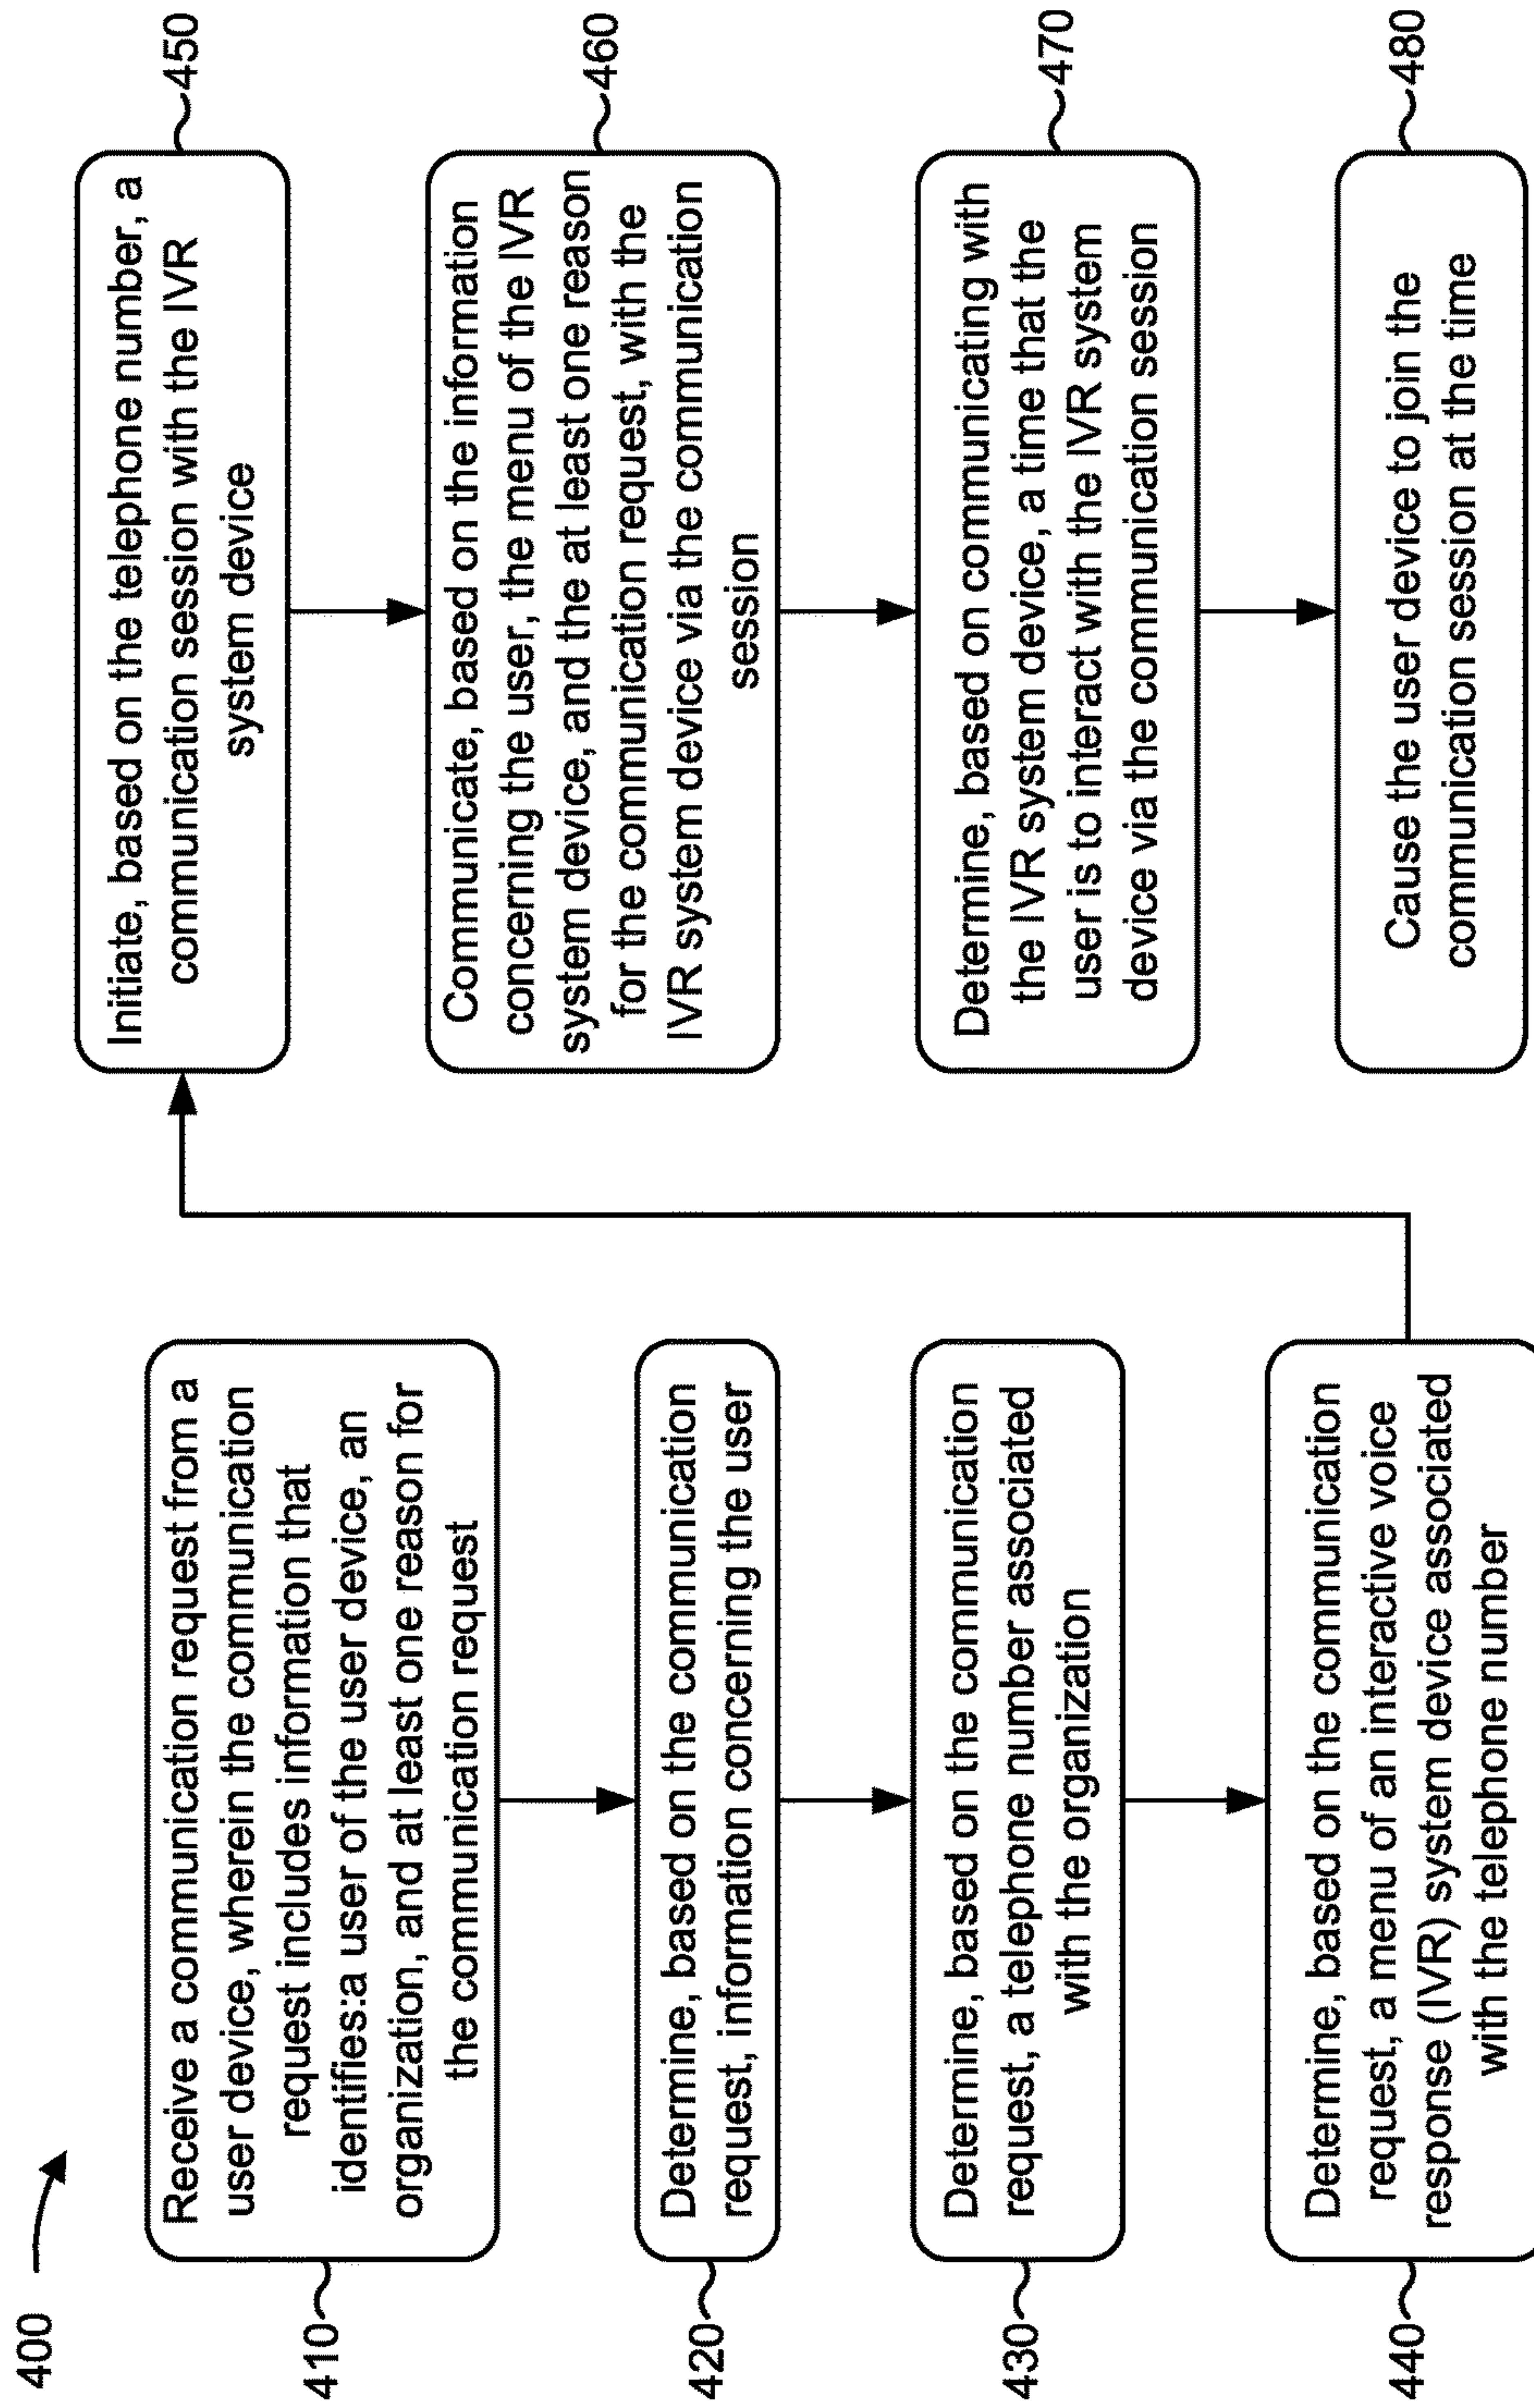 400
410
Receive a communication request from a
user device, wherein the communication
request includes information that
identifies:a user of the user device, an
organization, and at least one reason for
the communication request
420
Determine, based on the communication
request, information concerning the user
430
Determine, based on the communication
request, a telephone number associated
with the organization
440
Determine, based on the communication
request, a menu of an interactive voice
response (IVR) system device associated
with the telephone number
450
Initiate, based on the telephone number, a
communication session with the IVR
system device
460
Communicate, based on the information
concerning the user, the menu of the IVR
system device, and the at least one reason
for the communication request, with the
IVR system device via the communication
session
470
Determine, based on communicating with
the IVR system device, a time that the
user is to interact with the IVR system
device via the communication session
480
Cause the user device to join the
communication session at the time